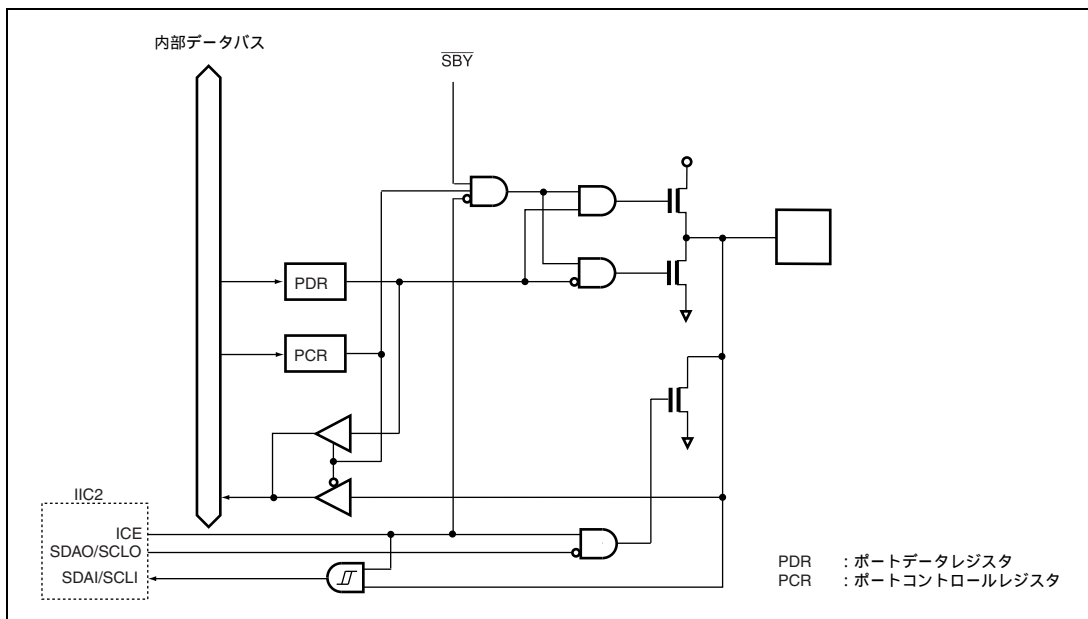 内部データバス
SBY
PDR
PCR
IIC2
ICE
SDAO/SCLO
SDAI/SCLI
PDR :ポートデータレジスタ
PCR :ポートコントロールレジスタ